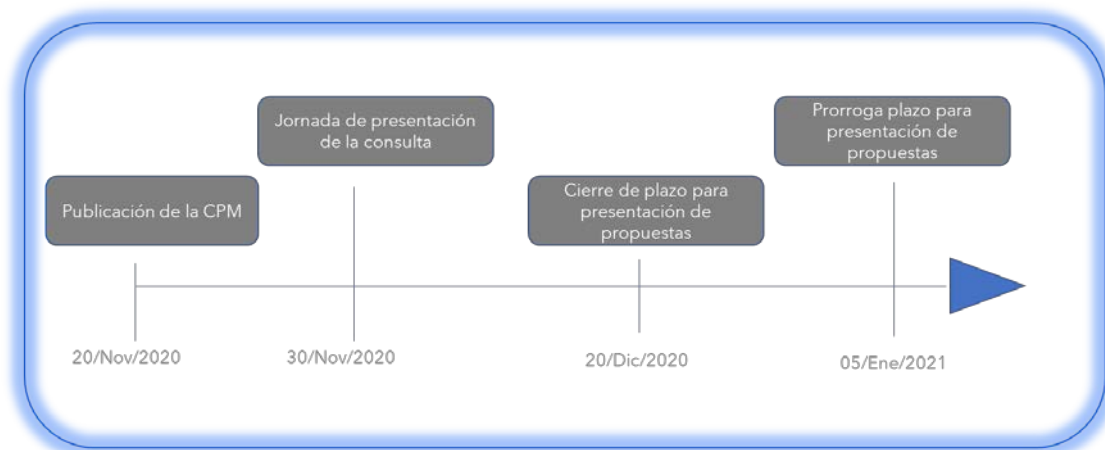 Jornada de presentación
de la consulta
Prorroga plazo para
presentación de
propuestas
Publicación de la CPM
Cierre de plazo para
presentación de
propuestas
20/Nov/2020
30/Nov/2020
20/Dic/2020
05/Ene/2021